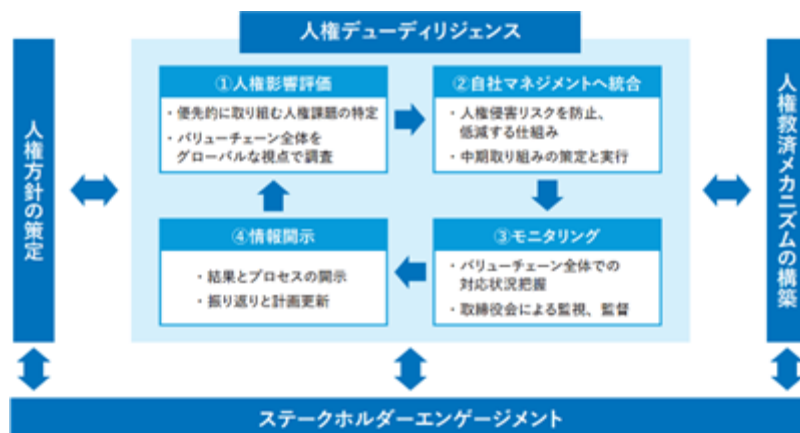 人権デューディリジェンス
人権方針の策定
①人権影響評価
・優先的に取り組む人権課題の特定
・バリューチェーン全体を
グローバルな視点で調査
②自社マネジメントへ統合
・人権侵害リスクを防止、
低減する仕組み
・中期取り組みの策定と実行
④情報開示
・結果とプロセスの開示
・振り返りと計画更新
③モニタリング
・バリューチェーン全体での
対応状況把握
・取締役会による監視、監督
人権救済メカニズムの構築
ステークホルダーエンゲージメント